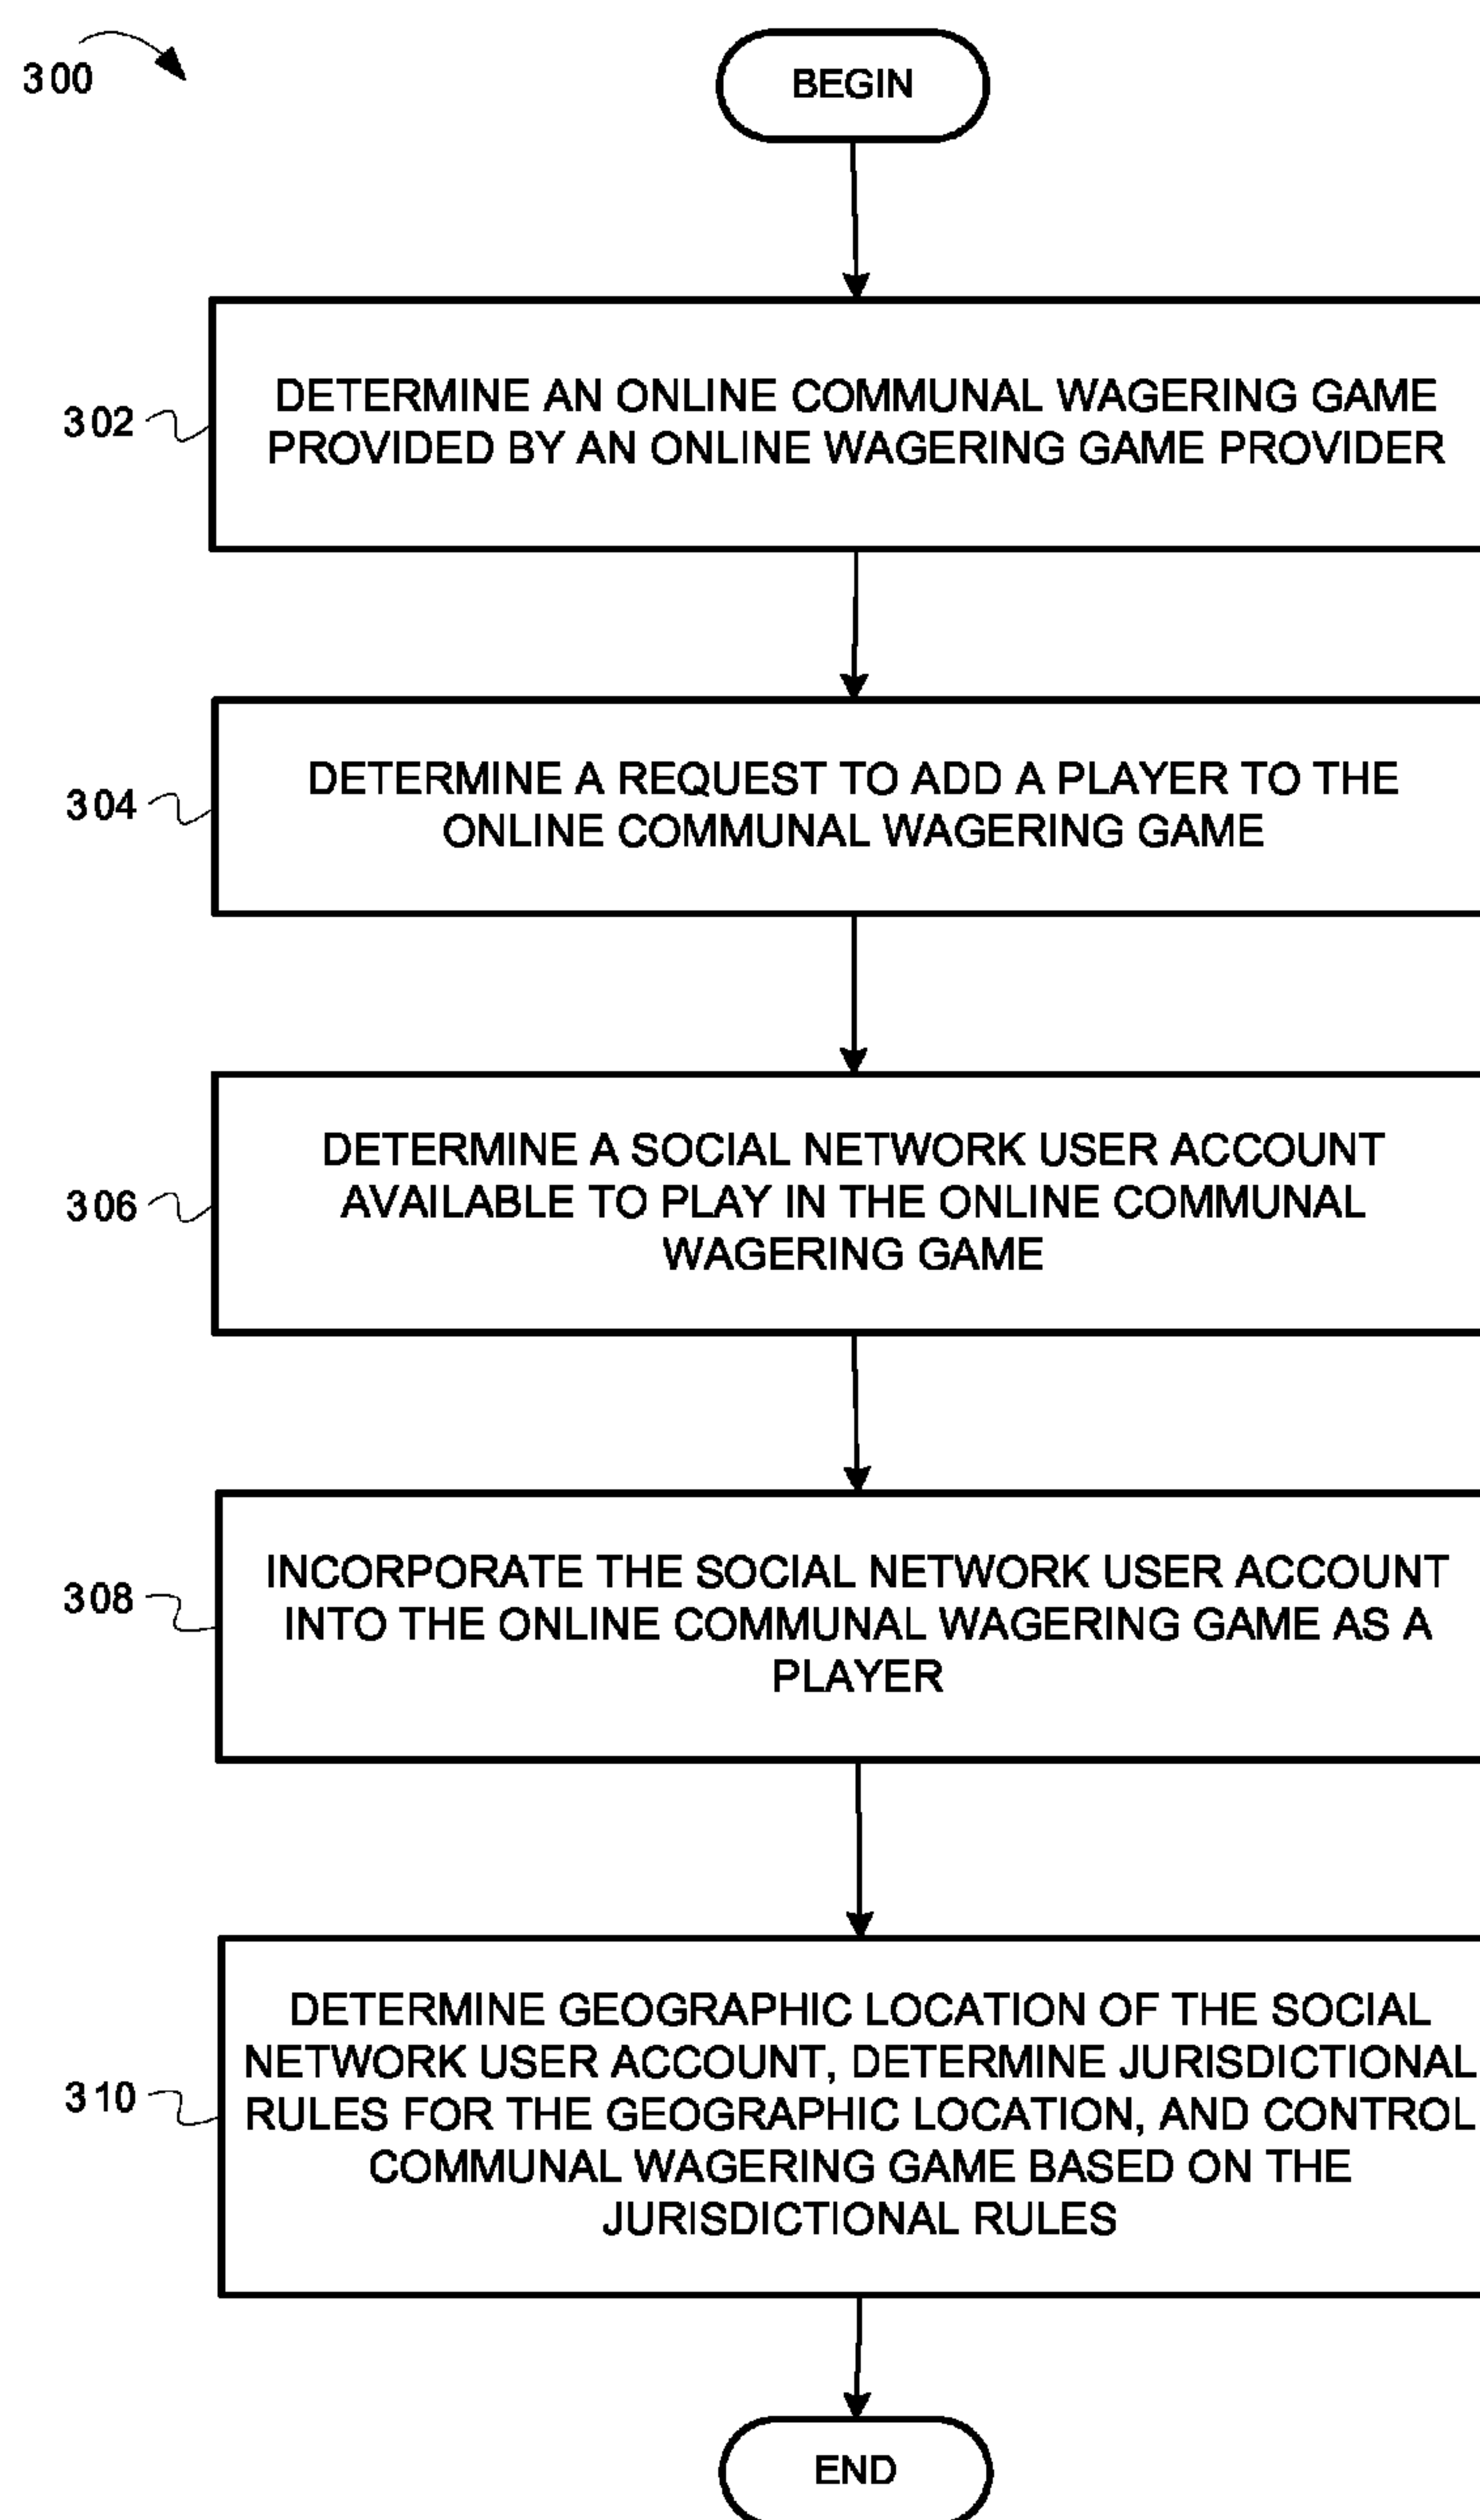 300
BEGIN
302
DETERMINE AN ONLINE COMMUNAL WAGERING GAME
PROVIDED BY AN ONLINE WAGERING GAME PROVIDER
304
DETERMINE A REQUEST TO ADD A PLAYER TO THE
ONLINE COMMUNAL WAGERING GAME
306
DETERMINE A SOCIAL NETWORK USER ACCOUNT
AVAILABLE TO PLAY IN THE ONLINE COMMUNAL
WAGERING GAME
308
INCORPORATE THE SOCIAL NETWORK USER ACCOUNT
INTO THE ONLINE COMMUNAL WAGERING GAME AS A
PLAYER
310
DETERMINE GEOGRAPHIC LOCATION OF THE SOCIAL
NETWORK USER ACCOUNT, DETERMINE JURISDICTIONAL
RULES FOR THE GEOGRAPHIC LOCATION, AND CONTROL
COMMUNAL WAGERING GAME BASED ON THE
JURISDICTIONAL RULES
END